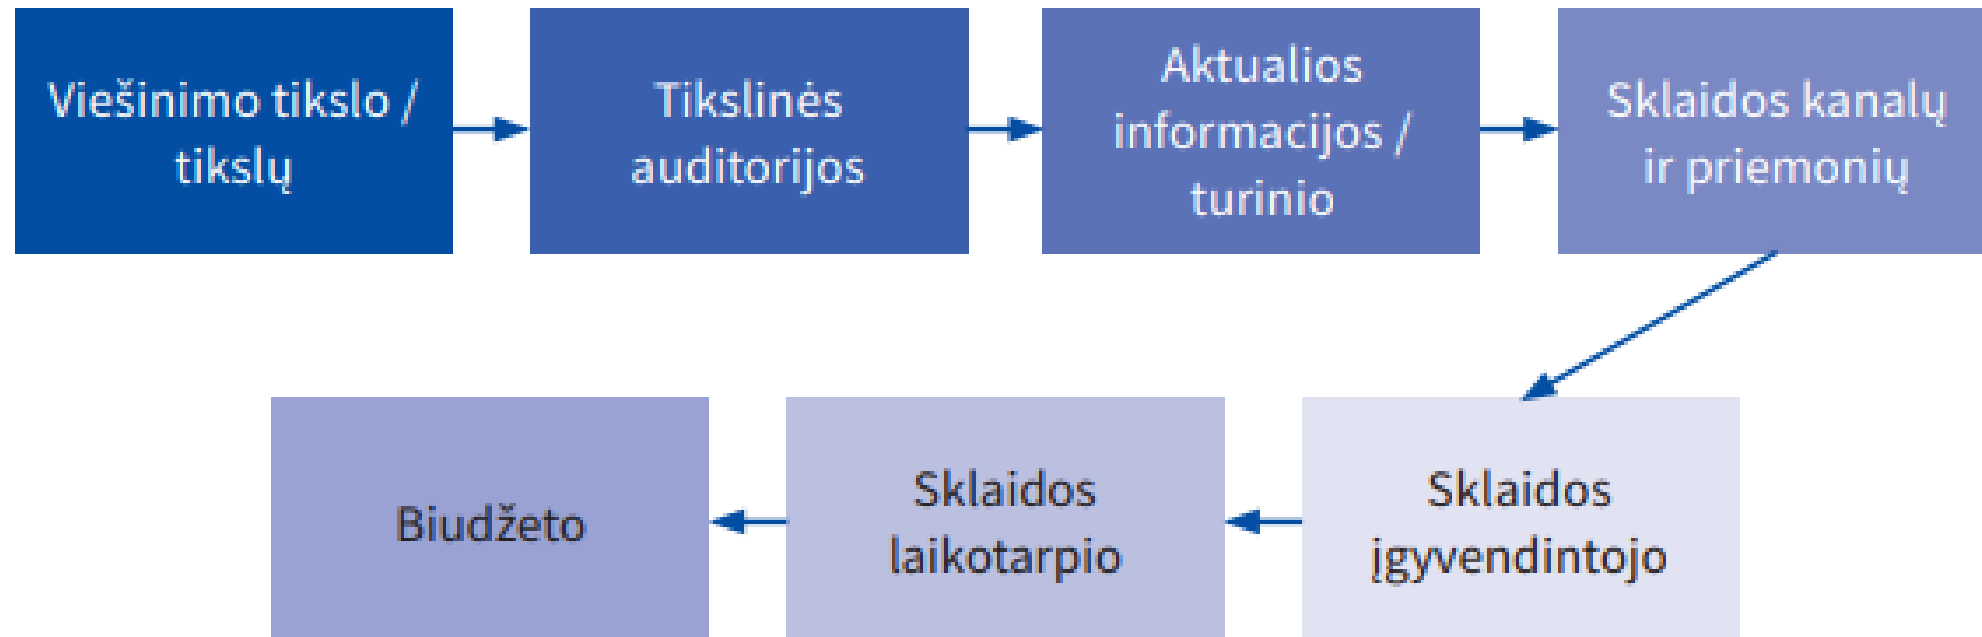 Viešinimo tikslo /
tikslų
Tikslinės
auditorijos
Aktualios
informacijos /
turinio
Sklaidos kanalų
ir priemonių
Sklaidos
įgyvendintojo
Sklaidos
laikotarpio
Biudžeto